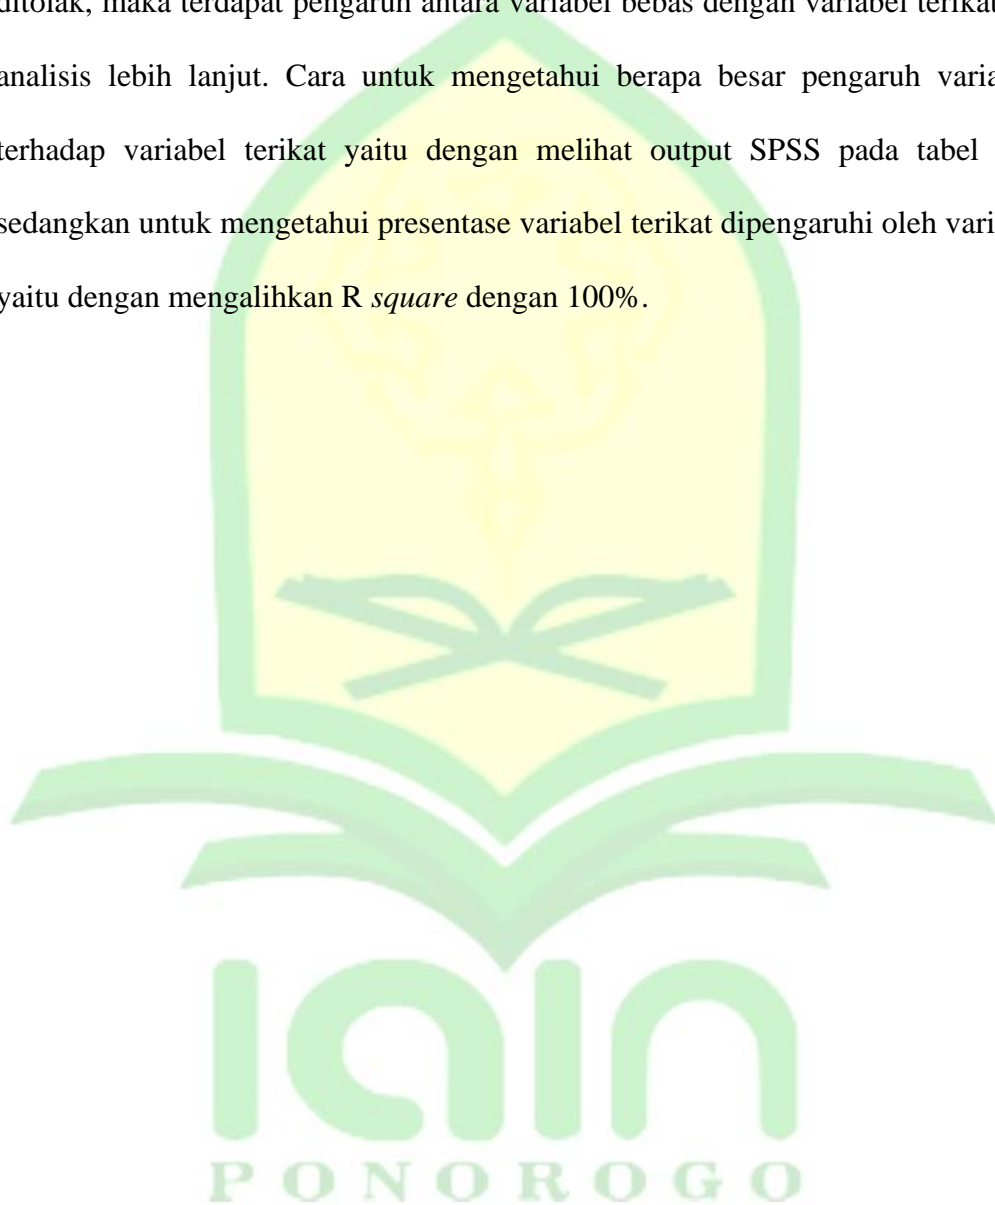 ditolak, maka terdapat pengaruh antara variabel bebas dengan variabel terikat
analisis lebih lanjut. Cara untuk mengetahui berapa besar pengaruh
terhadap variabel terikat yaitu dengan melihat output SPSS pada tabel
sedangkan untuk mengetahui presentase variabel terikat dipengaruhi oleh
yaitu dengan mengalihkan R square dengan 100%.
iain
PONOROGO